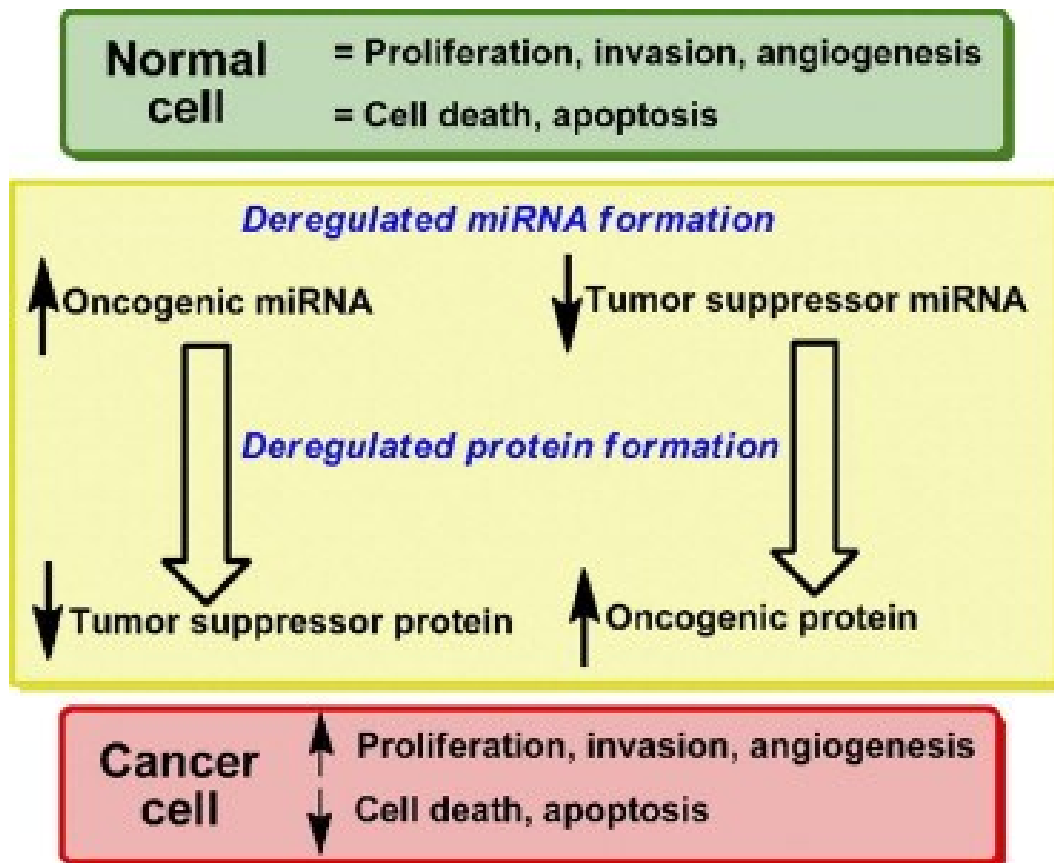 Normal cell
= Proliferation, invasion, angiogenesis
= Cell death, apoptosis
Deregulated miRNA formation
Oncogenic miRNA
Tumor suppressor miRNA
Deregulated protein formation
Tumor suppressor protein
Oncogenic protein
Cancer cell
Proliferation, invasion, angiogenesis
Cell death, apoptosis